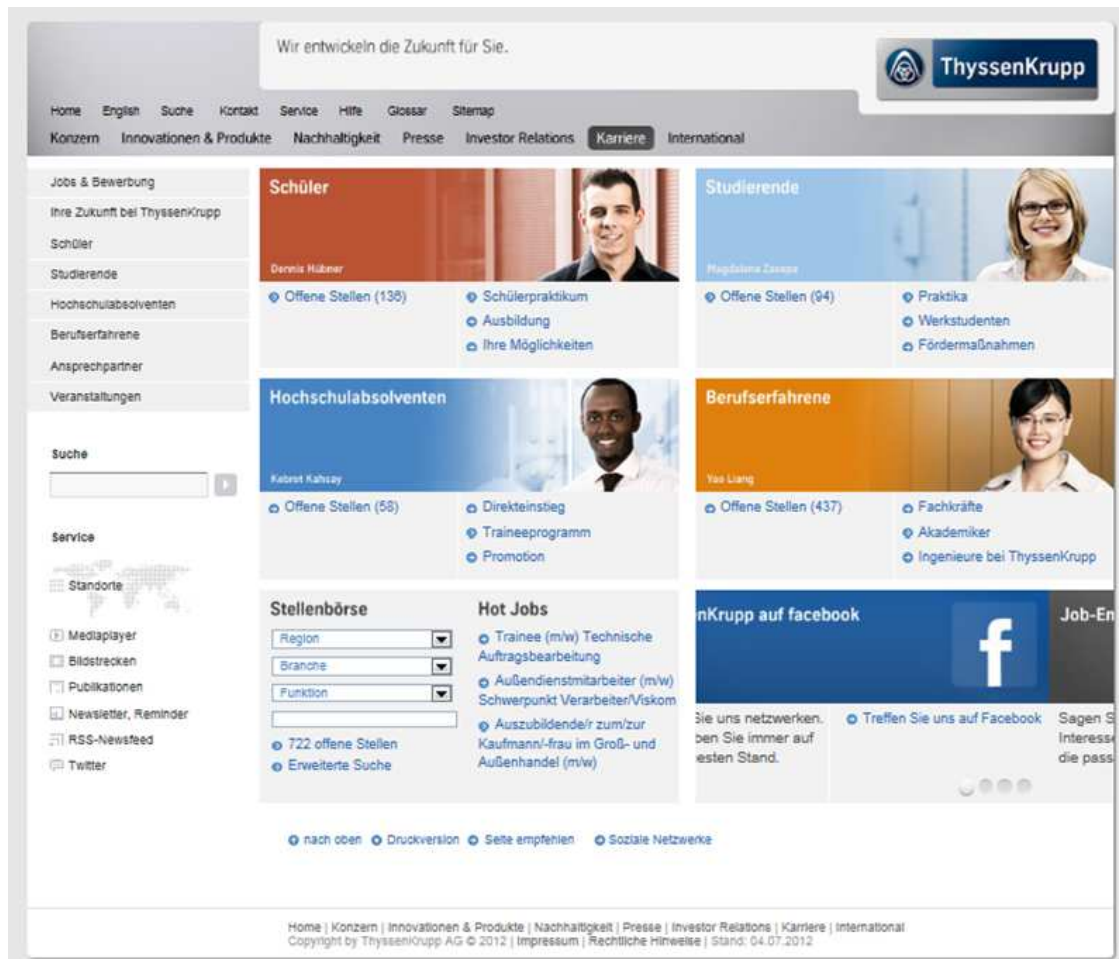 Wir entwickeln die Zukunft für Sie.
ThyssenKrupp
Home English Suche Kontakt Service Hilfe Glossar Sitemap
Konzern Innovationen & Produkte Nachhaltigkeit Presse Investor Relations Karriere International
Jobs & Bewerbung
Ihre Zukunft bei ThyssenKrupp
Schüler
Studierende
Hochschulabsolventen
Berufserfahrene
Ansprechpartner
Veranstaltungen
Suche
Service
Standorte
Mediaplayer
Bildstrecken
Publikationen
Newsletter, Reminder
RSS-Newsfeed
Twitter
Schüler
Dennis Hübner
Offene Stellen (136)
Schülerpraktikum
Ausbildung
Ihre Möglichkeiten
Studierende
Magdalena
Offene Stellen (94)
Praktika
Werkstudenten
Fördermaßnahmen
Hochschulabsolventen
Kebret Kahsay
Offene Stellen (58)
Direkteinstieg
Traineeprogramm
Promotion
Berufserfahrene
Yao Liang
Offene Stellen (437)
Fachkräfte
Akademiker
Ingenieure bei ThyssenKrupp
Stellenbörse
Region
Branche
Funktion
722 offene Stellen
Erweiterte Suche
Hot Jobs
Trainee (m/w) Technische
Auftragsbearbeitung
Außendienstmitarbeiter (m/w)
Schwerpunkt Verarbeiter/Viskom
Auszubildende/r zum/zur
Kaufmann/-frau im Groß- und
Außenhandel (m/w)
nKrupp auf facebook
f
Sie uns netzwerken.
ben Sie immer auf
esten Stand.
Treffen Sie uns auf Facebook
Job-En
Sagen S
Interess
die pass
nach oben Druckversion Seite empfehlen Soziale Netzwerke
Home | Konzern | Innovationen & Produkte | Nachhaltigkeit | Presse | Investor Relations | Karriere | International
Copyright by ThyssenKrupp AG © 2012 | Impressum | Rechtliche Hinweise | Stand: 04.07.2012